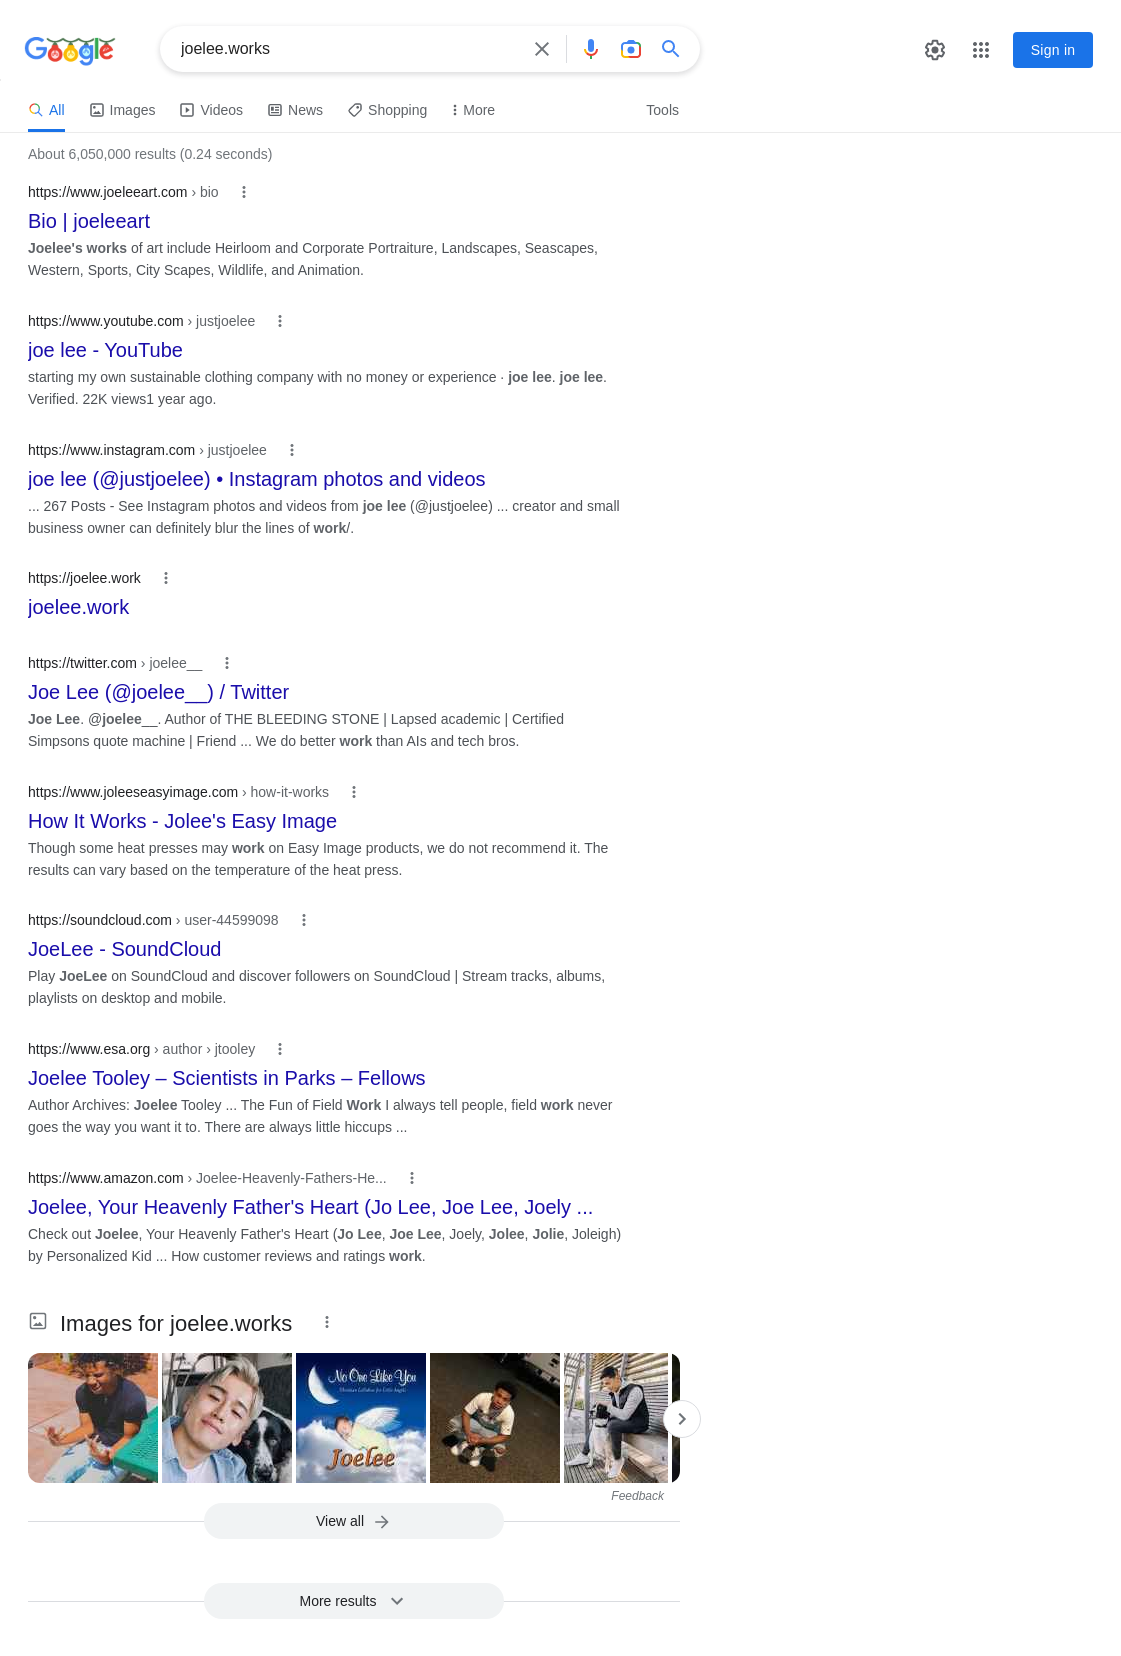 Google
joelee.works
Sign in
All
Images
Videos
News
Shopping
More
Tools
About 6,050,000 results (0.24 seconds)
https://www.joeleeart.com › bio
Bio | joeleeart
Joelee's works of art include Heirloom and Corporate Portraiture, Landscapes, Seascapes,
Western, Sports, City Scapes, Wildlife, and Animation.
https://www.youtube.com › justjoelee
joe lee - YouTube
starting my own sustainable clothing company with no money or experience · joe lee. joe lee.
Verified. 22K views1 year ago.
https://www.instagram.com › justjoelee
joe lee (@justjoelee) • Instagram photos and videos
... 267 Posts - See Instagram photos and videos from joe lee (@justjoelee) ... creator and small
business owner can definitely blur the lines of work/.
https://joelee.work
joelee.work
https://twitter.com › joelee__
Joe Lee (@joelee__) / Twitter
Joe Lee. @joelee__. Author of THE BLEEDING STONE | Lapsed academic | Certified
Simpsons quote machine | Friend ... We do better work than AIs and tech bros.
https://www.joleeseasyimage.com › how-it-works
How It Works - Jolee's Easy Image
Though some heat presses may work on Easy Image products, we do not recommend it. The
results can vary based on the temperature of the heat press.
https://soundcloud.com › user-44599098
JoeLee - SoundCloud
Play JoeLee on SoundCloud and discover followers on SoundCloud | Stream tracks, albums,
playlists on desktop and mobile.
https://www.esa.org › author › jtooley
Joelee Tooley – Scientists in Parks – Fellows
Author Archives: Joelee Tooley ... The Fun of Field Work I always tell people, field work never
goes the way you want it to. There are always little hiccups ...
https://www.amazon.com › Joelee-Heavenly-Fathers-He...
Joelee, Your Heavenly Father's Heart (Jo Lee, Joe Lee, Joely ...
Check out Joelee, Your Heavenly Father's Heart (Jo Lee, Joe Lee, Joely, Jolee, Jolie, Joleigh)
by Personalized Kid ... How customer reviews and ratings work.
Images for joelee.works
No One Like You
Christian Lullabies for Little Angels
Joelee
Feedback
View all
More results